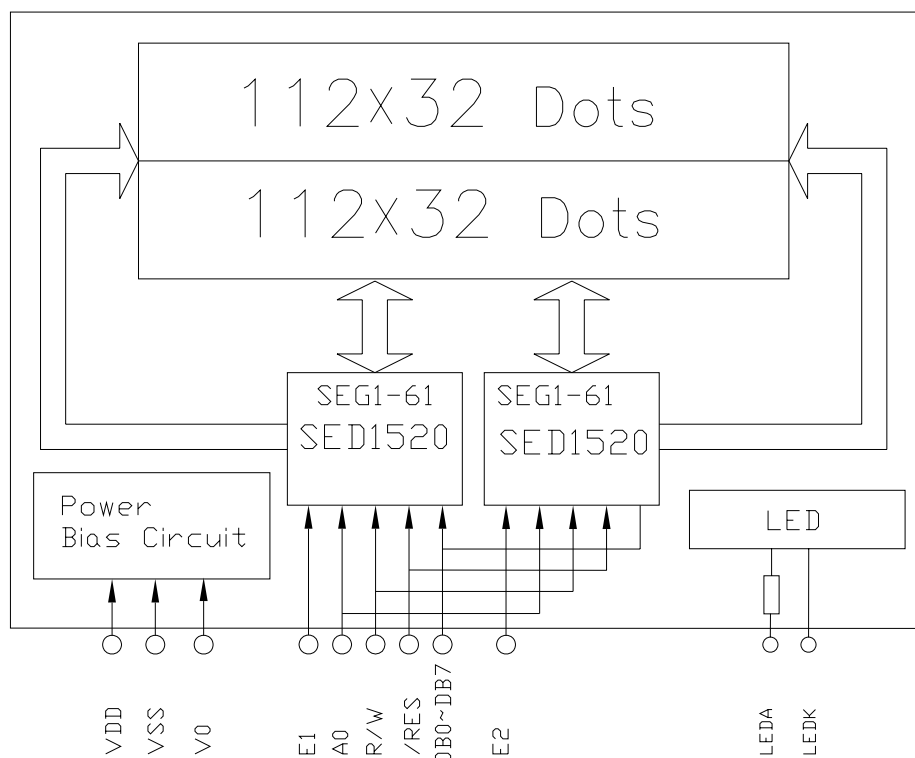 112x32 Dots
112x32 Dots
SEG1-61
SED1520
SEG1-61
SED1520
Power
Bias Circuit
LED
VDD
VSS
V0
E1
A0
R/W
/RES
DB0~DB7
E2
LEDA
LEDK